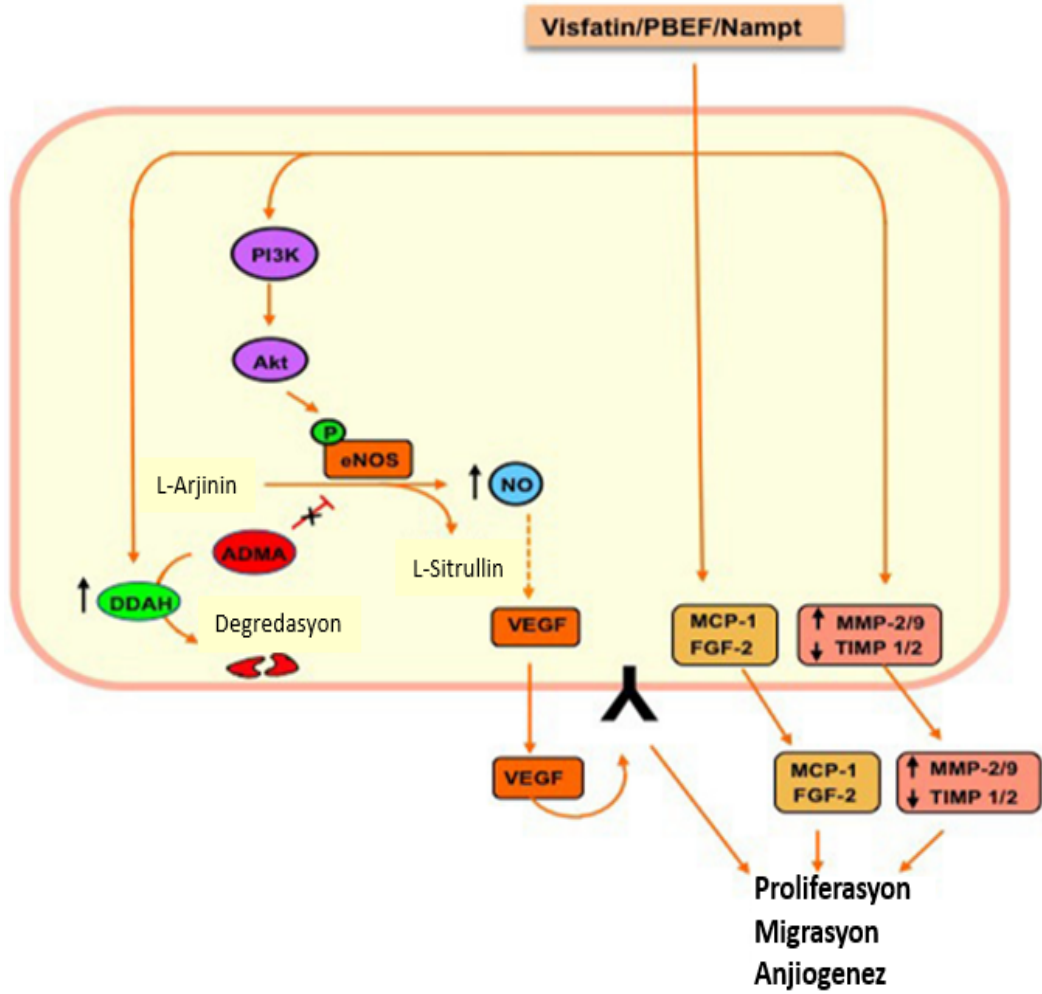 Visfatin/PBEF/Nampt
PI3K
Akt
P
eNOS
L-Arjinin
NO
ADMA
L-Sitrullin
DDAH
Degredasyon
VEGF
MCP-1
FGF-2
MMP-2/9
TIMP 1/2
VEGF
MCP-1
FGF-2
MMP-2/9
TIMP 1/2
Proliferasyon
Migrasyon
Anjiogenez